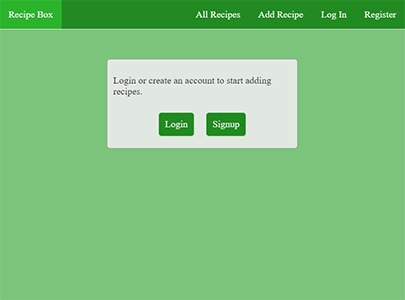 Recipe Box All Recipes Add Recipe Log In Register
Login or create an account to start adding
recipes.
Login Signup